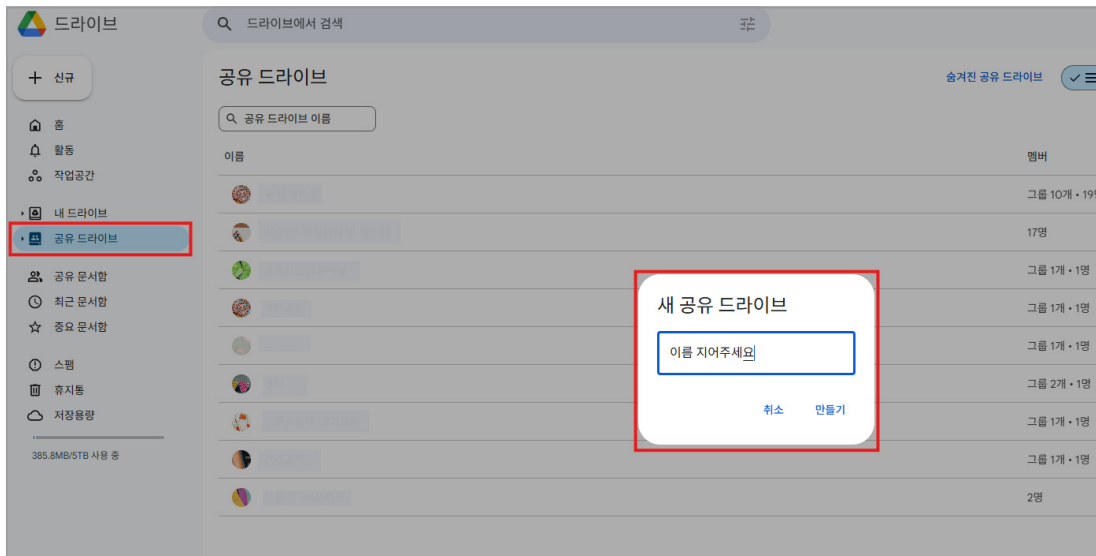 드라이브
드라이브에서 검색
신규
공유 드라이브
숨겨진 공유 드라이브
공유 드라이브 이름
홈
활동
작업공간
내 드라이브
공유 드라이브
공유 문서함
최근 문서함
중요 문서함
스팸
휴지통
저장용량
385.8MB/5TB 사용 중
이름
멤버
그룹 10개 • 19명
17명
그룹 1개 • 1명
그룹 1개 • 1명
그룹 1개 • 1명
그룹 2개 • 1명
그룹 1개 • 1명
그룹 1개 • 1명
2명
새 공유 드라이브
이름 지어주세요
취소
만들기